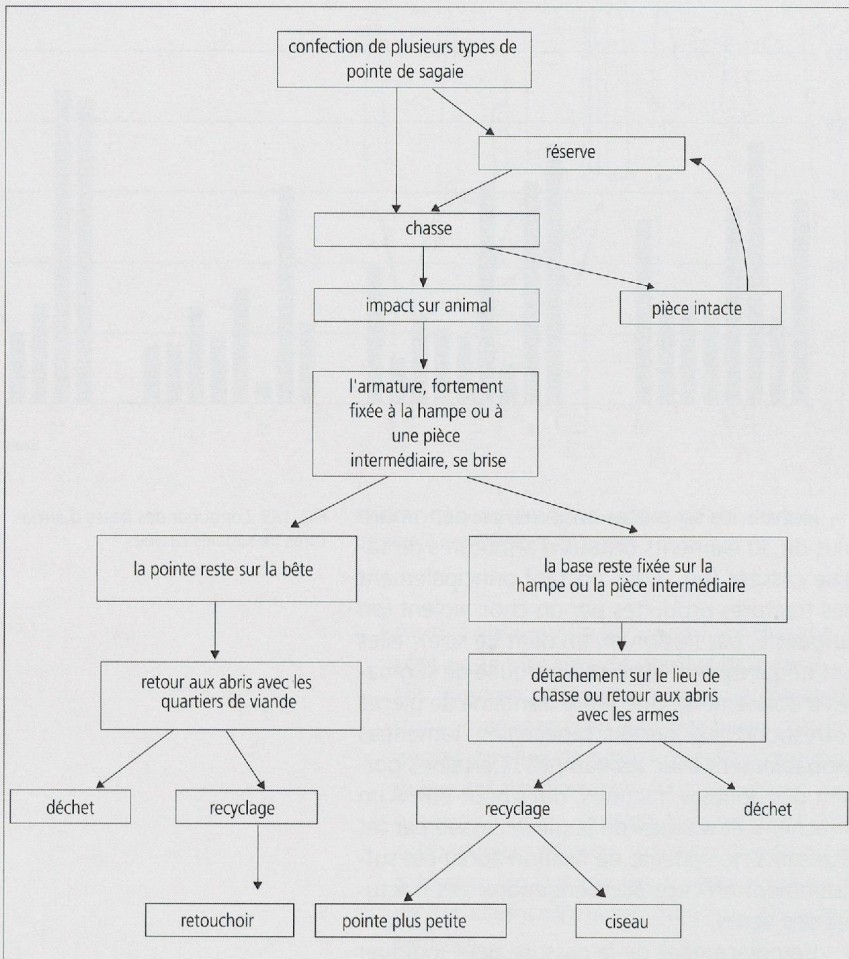 confection de plusieurs types de
pointe de sagaie
réserve
chasse
impact sur animal
pièce intacte
l'armature, fortement
fixée à la hampe ou à
une pièce
intermédiaire, se brise
la pointe reste sur la bête
la base reste fixée sur la
hampe ou la pièce intermédiaire
retour aux abris avec les
quartiers de viande
détachement sur le lieu de
chasse ou retour aux abris
avec les armes
déchet
recyclage
recyclage
déchet
retouchoir
pointe plus petite
ciseau